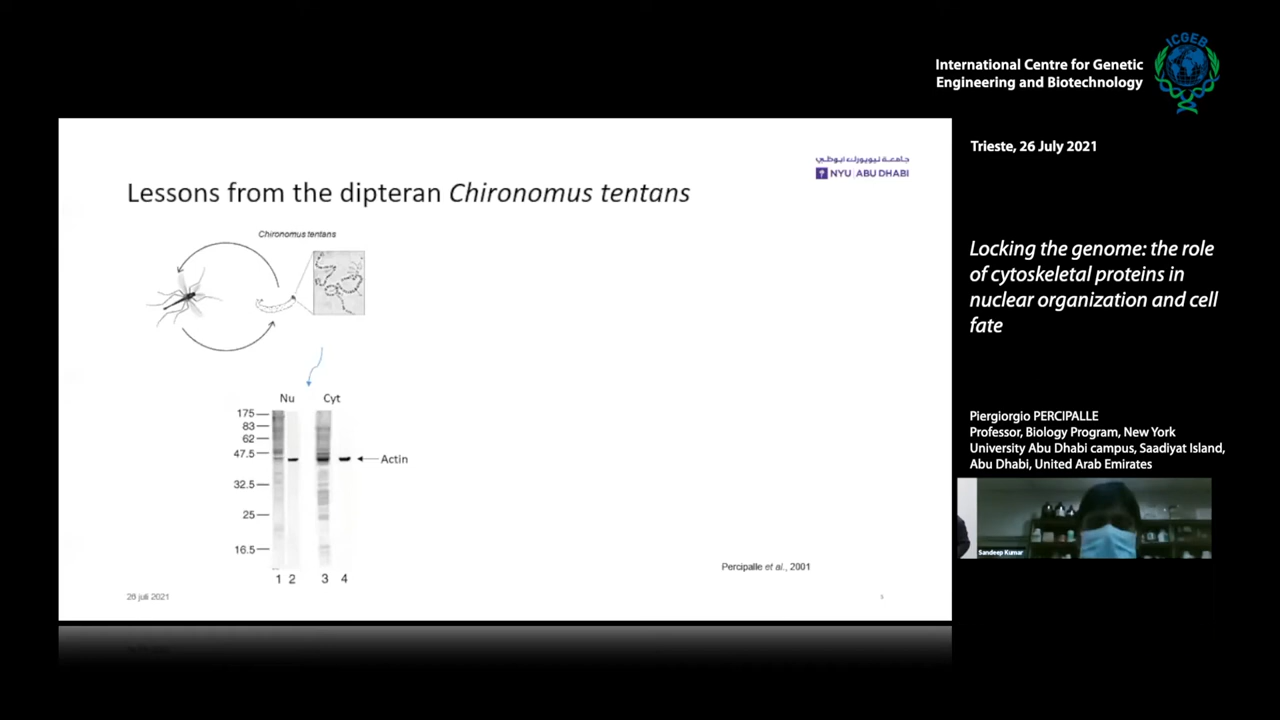 ICGEB
International Centre for Genetic
Engineering and Biotechnology
Trieste, 26 July 2021
جامعة نيويورك ابوظبي
NYU ABU DHABI
Lessons from the dipteran Chironomus tentans
Chironomus tentans
Nu Cyt
175
83
62
47.5
Actin
32.5
25
16.5
1 2 3 4
Percipalle et al., 2001
26 juli 2021
Locking the genome: the role
of cytoskeletal proteins in
nuclear organization and cell
fate
Piergiorgio PERCIPALLE
Professor, Biology Program, New York
University Abu Dhabi campus, Saadiyat Island,
Abu Dhabi, United Arab Emirates
Sandeep Kumar